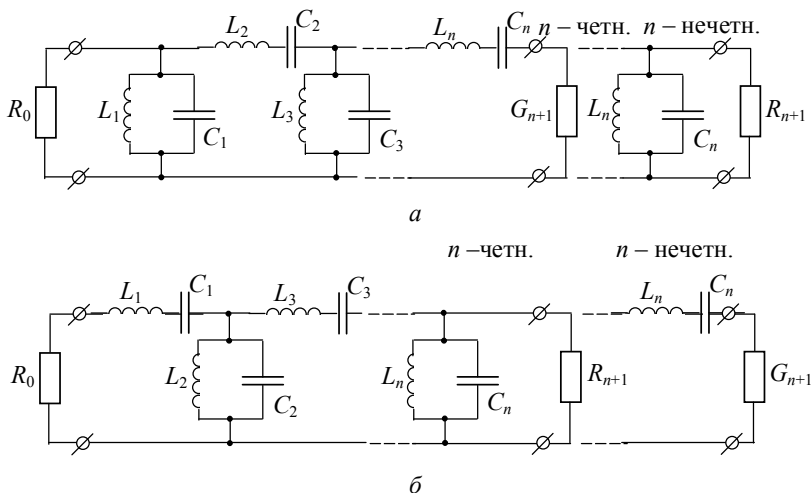 L₂ C₂ Lₙ Cₙ n – четн. n – нечетн.
R₀ L₁ C₁ L₃ C₃ Gₙ₊₁ Lₙ Cₙ Rₙ₊₁
а
n –четн. n – нечетн.
L₁ C₁ L₃ C₃ Lₙ Cₙ
R₀ L₂ C₂ Lₙ Cₙ Rₙ₊₁ Gₙ₊₁
б